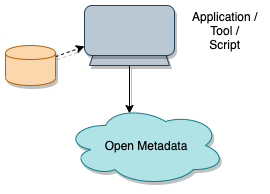 Application /
Tool /
Script
Open Metadata